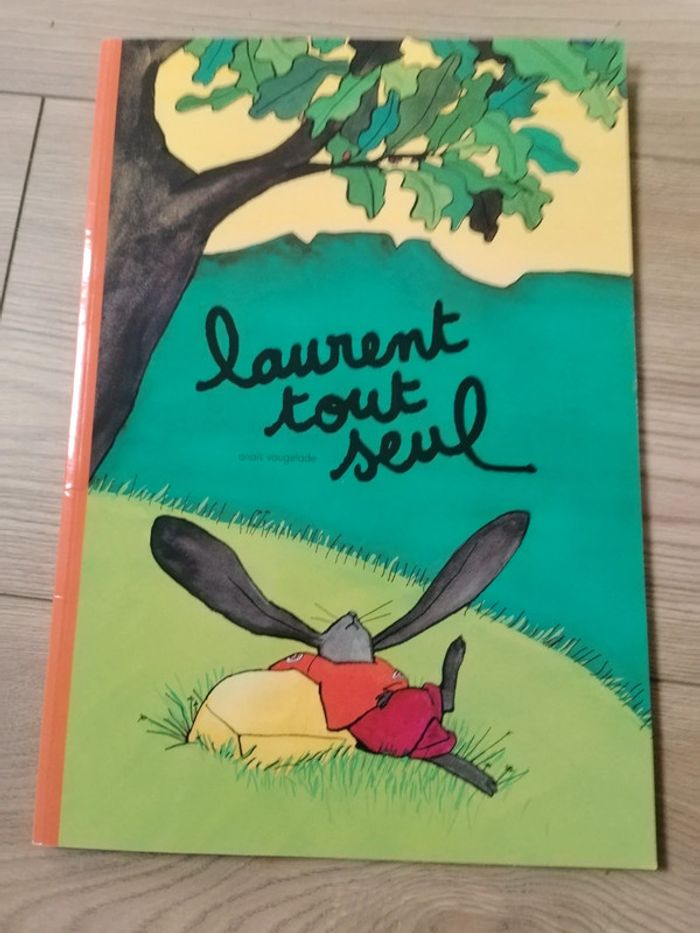 laurent
tout
seul
anaïs vaugelade